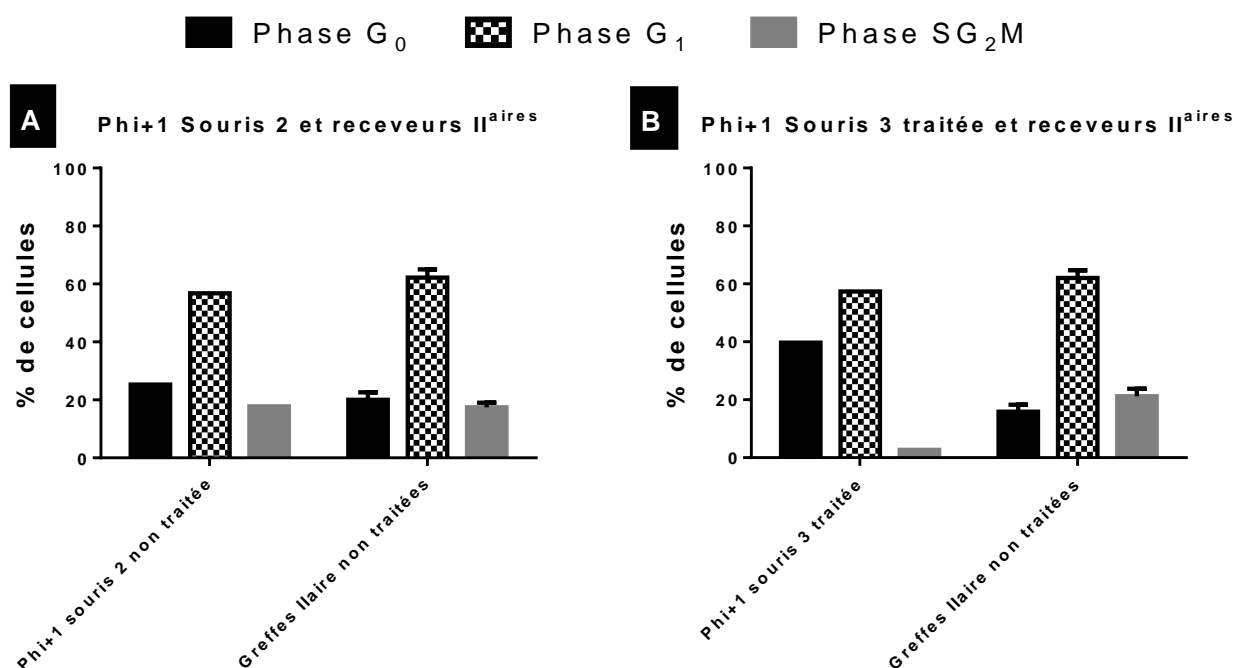 Phase G0 Phase G1 Phase SG2M
A Phi+1 Souris 2 et receveurs IIaires
B Phi+1 Souris 3 traitée et receveurs IIaires
% de cellules
100
80
60
40
20
0
Phi+1 souris 2 non traitée
Greffes IIaire non traitées
% de cellules
100
80
60
40
20
0
Phi+1 souris 3 traitée
Greffes IIaire non traitées